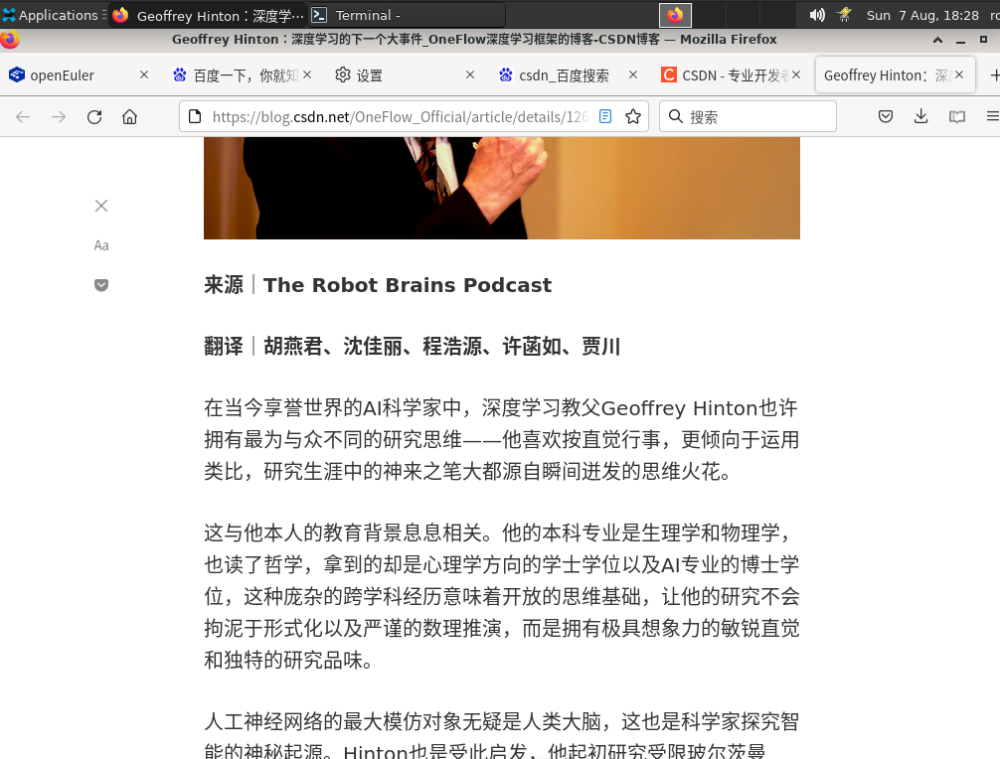 Applications
Geoffrey Hinton：深度学···
Terminal -
Sun 7 Aug, 18:28
Geoffrey Hinton：深度学习的下一个大事件_OneFlow深度学习框架的博客-CSDN博客 — Mozilla Firefox
openEuler
百度一下，你就知
设置
csdn_百度搜索
CSDN - 专业开发者
Geoffrey Hinton：深
https://blog.csdn.net/OneFlow_Official/article/details/126
搜索
Aa
来源｜The Robot Brains Podcast
翻译｜胡燕君、沈佳丽、程浩源、许菡如、贾川
在当今享誉世界的AI科学家中，深度学习教父Geoffrey Hinton也许
拥有最为与众不同的研究思维——他喜欢按直觉行事，更倾向于运用
类比，研究生涯中的神来之笔大都源自瞬间迸发的思维火花。
这与他本人的教育背景息息相关。他的本科专业是生理学和物理学，
也读了哲学，拿到的却是心理学方向的学士学位以及AI专业的博士学
位，这种庞杂的跨学科经历意味着开放的思维基础，让他的研究不会
拘泥于形式化以及严谨的数理推演，而是拥有极具想象力的敏锐直觉
和独特的研究品味。
人工神经网络的最大模仿对象无疑是人类大脑，这也是科学家探究智
能的神秘起源。Hinton也是受此启发，他起初研究受限玻尔茨曼